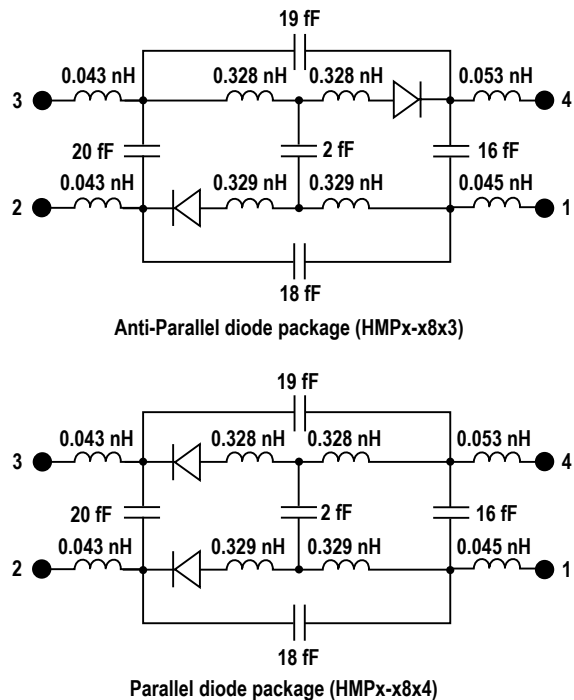 19 fF
0.043 nH 0.328 nH 0.328 nH 0.053 nH
3 4
20 fF 2 fF 16 fF
0.043 nH 0.329 nH 0.329 nH 0.045 nH
2 1
18 fF
Anti-Parallel diode package (HMPx-x8x3)
19 fF
0.043 nH 0.328 nH 0.328 nH 0.053 nH
3 4
20 fF 2 fF 16 fF
0.043 nH 0.329 nH 0.329 nH 0.045 nH
2 1
18 fF
Parallel diode package (HMPx-x8x4)